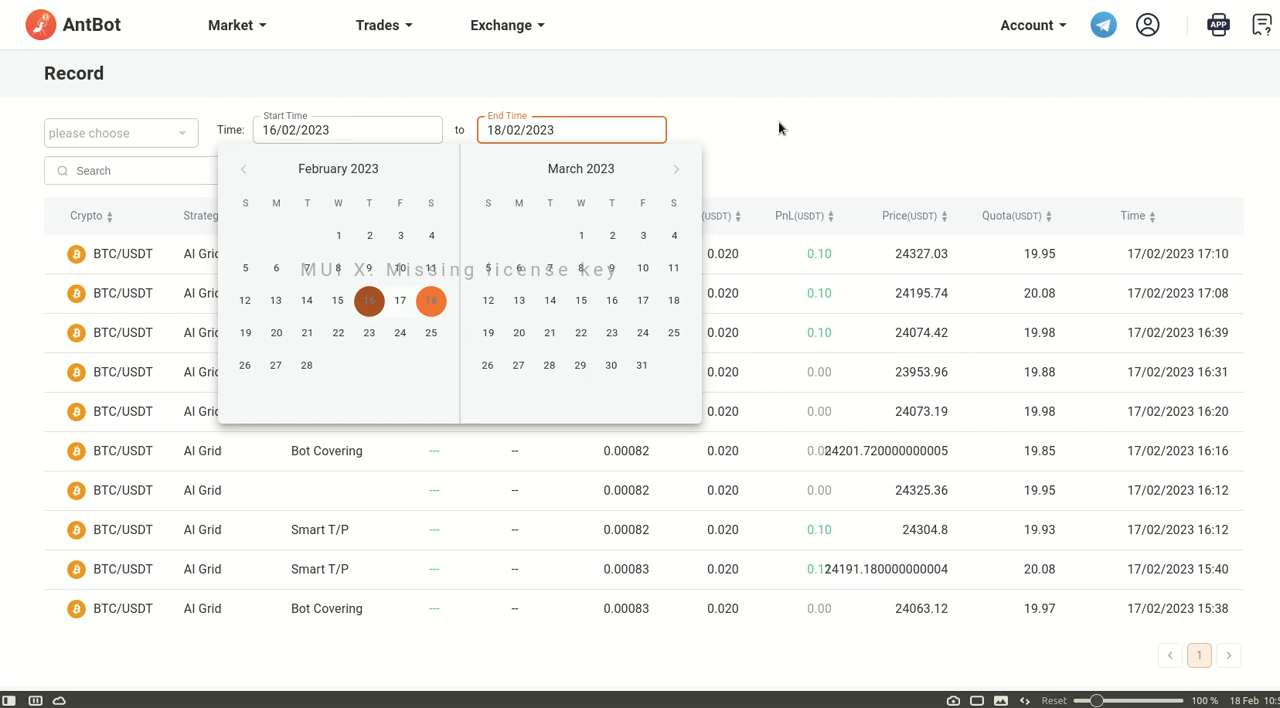 AntBot Market Trades Exchange Account APP
Record
please choose Time: Start Time 16/02/2023 to End Time 18/02/2023
Search
February 2023 March 2023
S M T W T F S S M T W T F S
1 2 3 4 1 2 3 4
5 6 7 8 9 10 11 5 6 7 8 9 10 11
MUI X: Missing license key
12 13 14 15 16 17 18 12 13 14 15 16 17 18
19 20 21 22 23 24 25 19 20 21 22 23 24 25
26 27 28 26 27 28 29 30 31
Crypto Strateg (USDT) PnL(USDT) Price(USDT) Quota(USDT) Time
BTC/USDT AI Grid 0.020 0.10 24327.03 19.95 17/02/2023 17:10
BTC/USDT AI Grid 0.020 0.10 24195.74 20.08 17/02/2023 17:08
BTC/USDT AI Grid 0.020 0.10 24074.42 19.98 17/02/2023 16:39
BTC/USDT AI Grid 0.020 0.00 23953.96 19.88 17/02/2023 16:31
BTC/USDT AI Grid 0.020 0.00 24073.19 19.98 17/02/2023 16:20
BTC/USDT AI Grid Bot Covering --- -- 0.00082 0.020 0.00 24201.720000000005 19.85 17/02/2023 16:16
BTC/USDT AI Grid --- -- 0.00082 0.020 0.00 24325.36 19.95 17/02/2023 16:12
BTC/USDT AI Grid Smart T/P --- -- 0.00082 0.020 0.10 24304.8 19.93 17/02/2023 16:12
BTC/USDT AI Grid Smart T/P --- -- 0.00083 0.020 24191.180000000004 20.08 17/02/2023 15:40
BTC/USDT AI Grid Bot Covering --- -- 0.00083 0.020 0.00 24063.12 19.97 17/02/2023 15:38
1
Reset 100 % 18 Feb